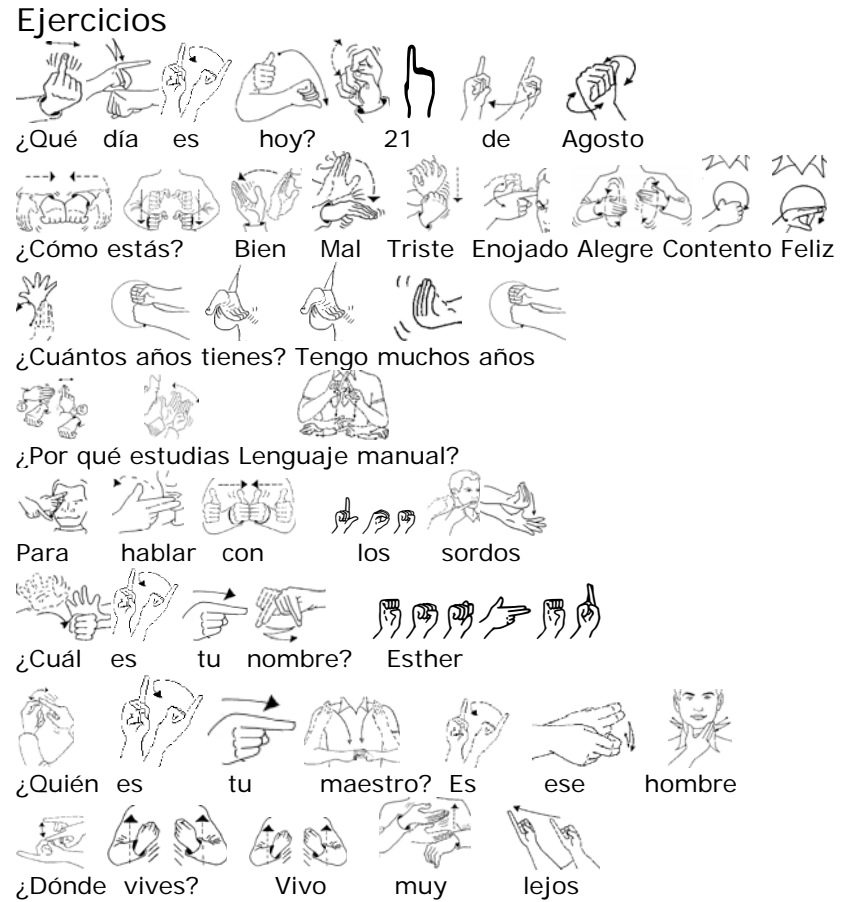 Ejercicios
¿Qué día es hoy? 21 de Agosto
¿Cómo estás? Bien Mal Triste Enojado Alegre Contento Feliz
¿Cuántos años tienes? Tengo muchos años
¿Por qué estudias Lenguaje manual?
Para hablar con los sordos
¿Cuál es tu nombre? Esther
¿Quién es tu maestro? Es ese hombre
¿Dónde vives? Vivo muy lejos